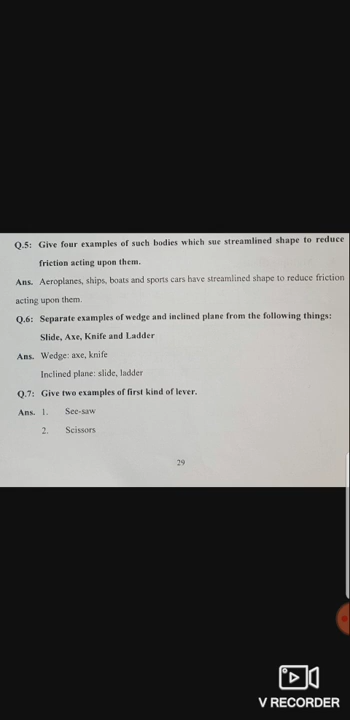 Q.5: Give four examples of such bodies which sue streamlined shape to reduce
friction acting upon them.
Ans. Aeroplanes, ships, boats and sports cars have streamlined shape to reduce friction
acting upon them.
Q.6: Separate examples of wedge and inclined plane from the following things:
Slide, Axe, Knife and Ladder
Ans. Wedge: axe, knife
Inclined plane: slide, ladder
Q.7: Give two examples of first kind of lever.
Ans. 1. See-saw
2. Scissors
29
V RECORDER